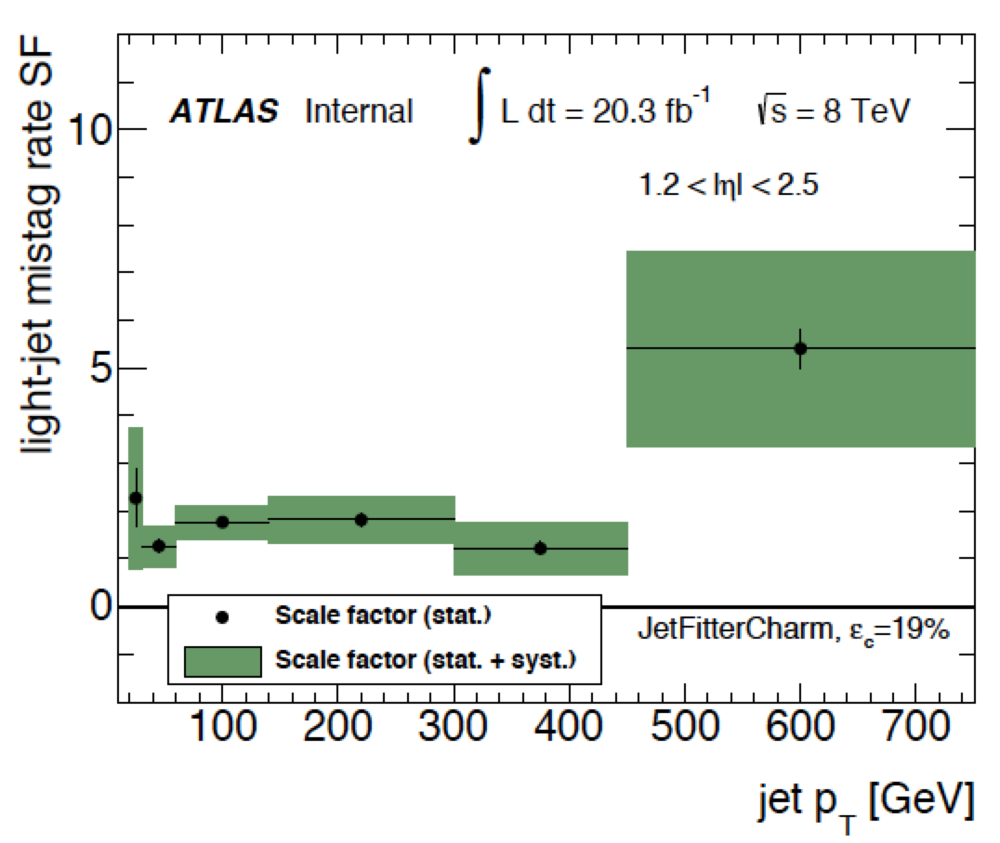 light-jet mistag rate SF
ATLAS Internal ∫ L dt = 20.3 fb⁻¹ √s = 8 TeV
1.2 < |η| < 2.5
10
5
0
Scale factor (stat.)
Scale factor (stat. + syst.)
JetFitterCharm, ε_c=19%
100 200 300 400 500 600 700
jet p_T [GeV]